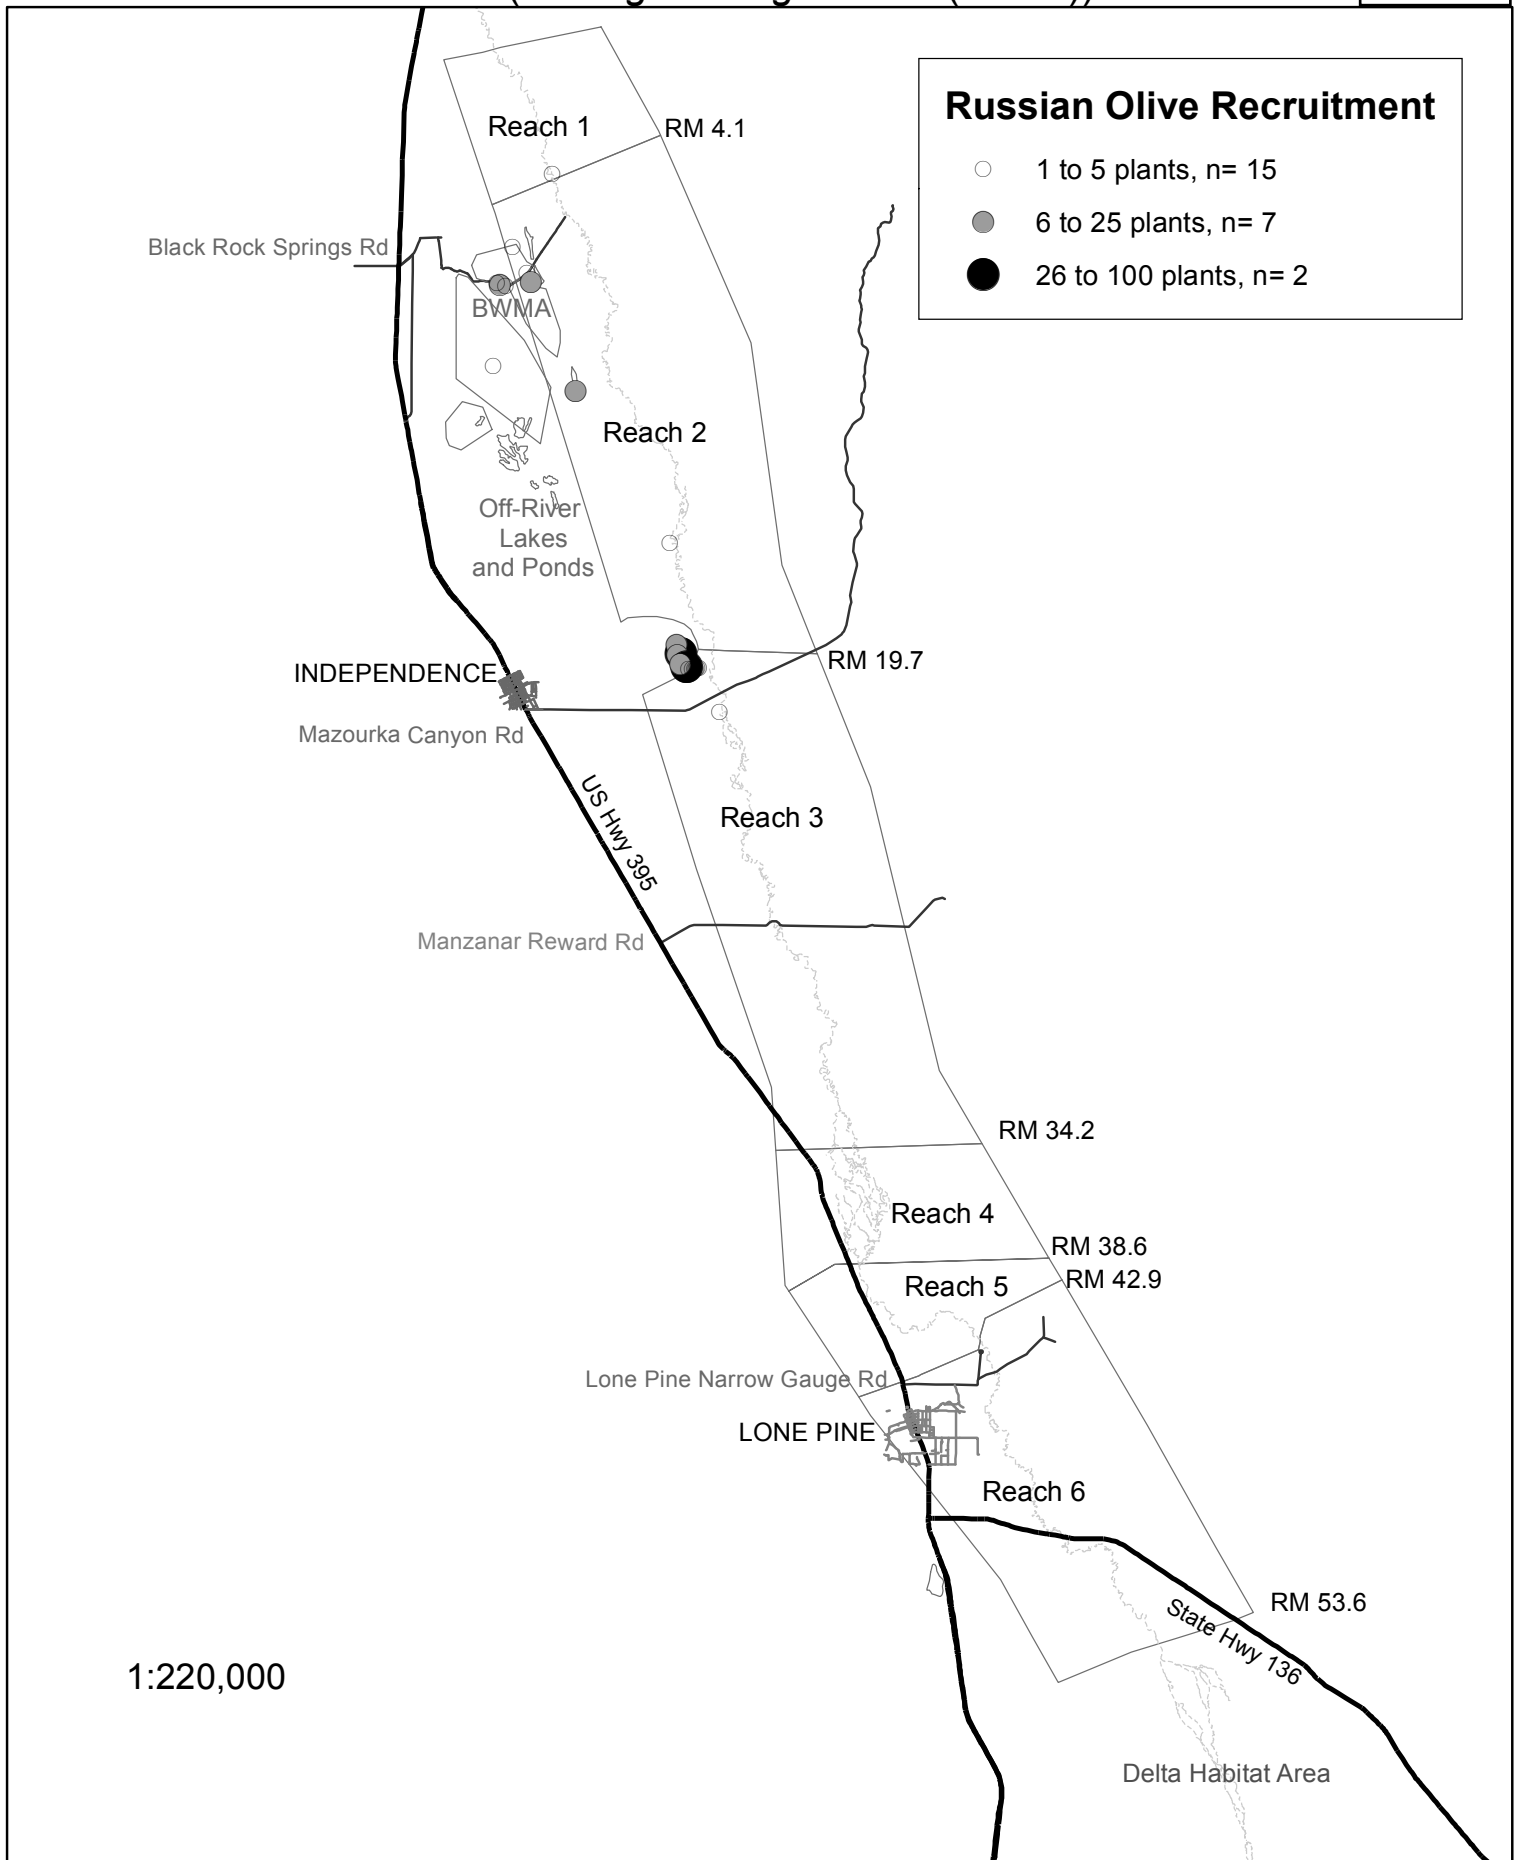 Russian Olive Recruitment
1 to 5 plants, n= 15
6 to 25 plants, n= 7
26 to 100 plants, n= 2
Reach 1
RM 4.1
Black Rock Springs Rd
BWMA
Reach 2
Off-River
Lakes
and Ponds
INDEPENDENCE
RM 19.7
Mazourka Canyon Rd
US Hwy 395
Reach 3
Manzanar Reward Rd
RM 34.2
Reach 4
RM 38.6
RM 42.9
Reach 5
Lone Pine Narrow Gauge Rd
LONE PINE
Reach 6
RM 53.6
State Hwy 136
1:220,000
Delta Habitat Area